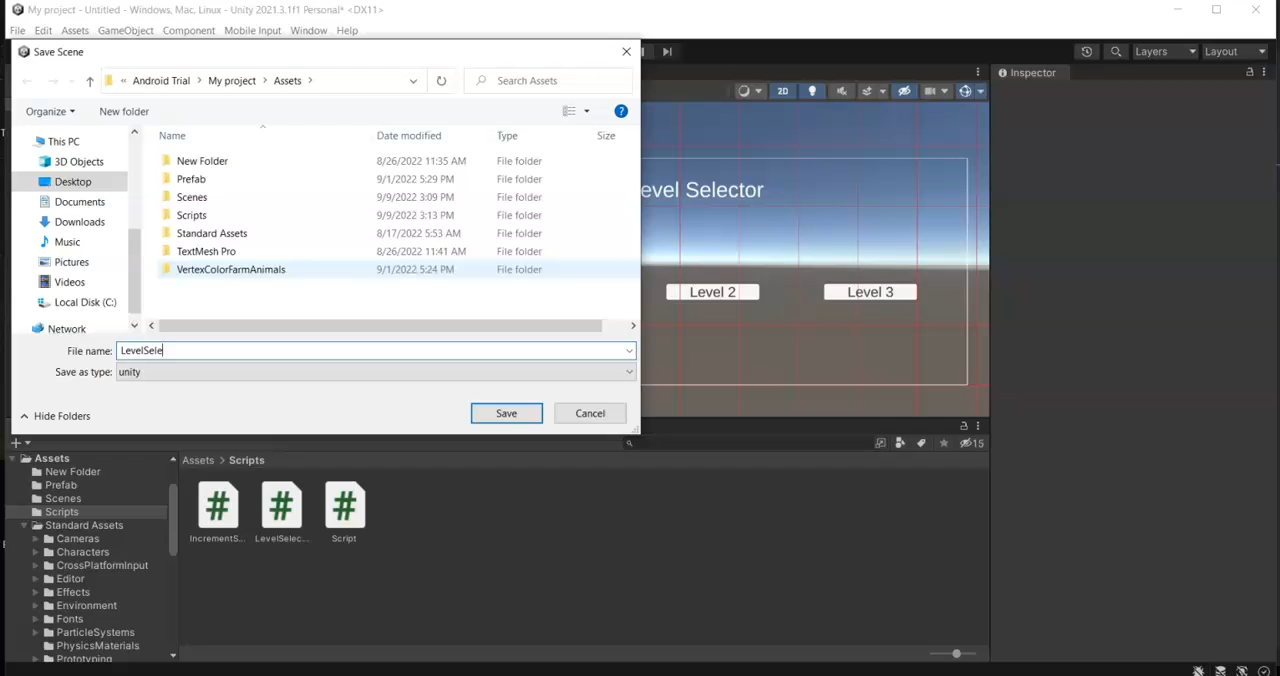 My project - Untitled - Windows, Mac, Linux - Unity 2021.3.1f1 Personal* <DX11>
File Edit Assets GameObject Component Mobile Input Window Help
Save Scene
« Android Trial > My project > Assets >
Search Assets
Layers
Layout
Organize
New folder
Inspector
2D
Name Date modified Type Size
This PC
3D Objects
Desktop
Documents
Downloads
Music
Pictures
Videos
Local Disk (C:)
Network
New Folder 8/26/2022 11:35 AM File folder
Prefab 9/1/2022 5:29 PM File folder
Scenes 9/9/2022 3:09 PM File folder
Scripts 9/9/2022 3:13 PM File folder
Standard Assets 8/17/2022 5:53 AM File folder
TextMesh Pro 8/26/2022 11:41 AM File folder
VertexColorFarmAnimals 9/1/2022 5:24 PM File folder
File name: LevelSele
Save as type: unity
Hide Folders
Save
Cancel
evel Selector
Level 2
Level 3
15
Assets
New Folder
Prefab
Scenes
Scripts
Standard Assets
Cameras
Characters
CrossPlatformInput
Editor
Effects
Environment
Fonts
ParticleSystems
PhysicsMaterials
Prototyping
Assets > Scripts
IncrementS...
LevelSelec...
Script